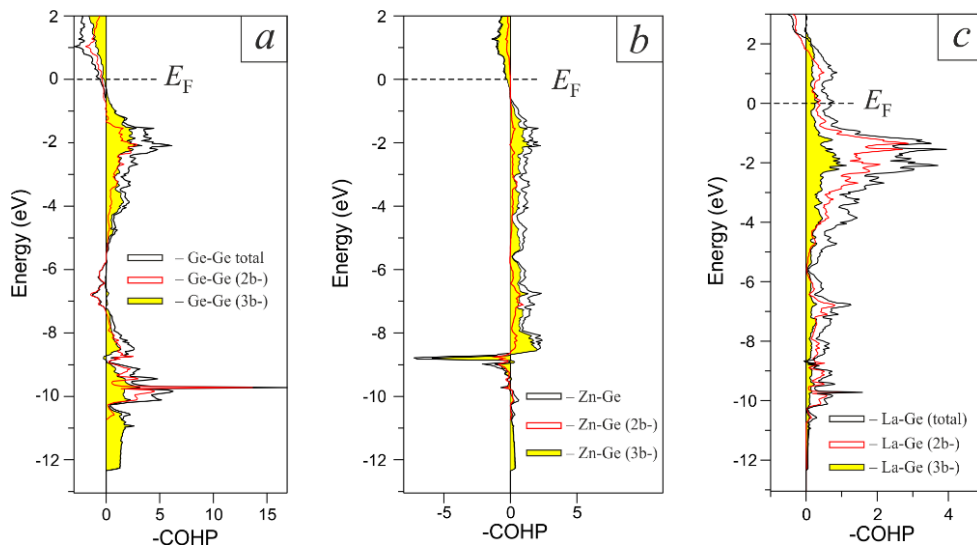 a
2
0
-2
-4
-6
-8
-10
-12
Energy (eV)
E_F
– Ge-Ge total
– Ge-Ge (2b-)
– Ge-Ge (3b-)
0 5 10 15
-COHP
b
2
0
-2
-4
-6
-8
-10
-12
Energy (eV)
E_F
– Zn-Ge
– Zn-Ge (2b-)
– Zn-Ge (3b-)
-5 0 5
-COHP
c
2
0
-2
-4
-6
-8
-10
-12
Energy (eV)
E_F
– La-Ge (total)
– La-Ge (2b-)
– La-Ge (3b-)
0 2 4
-COHP